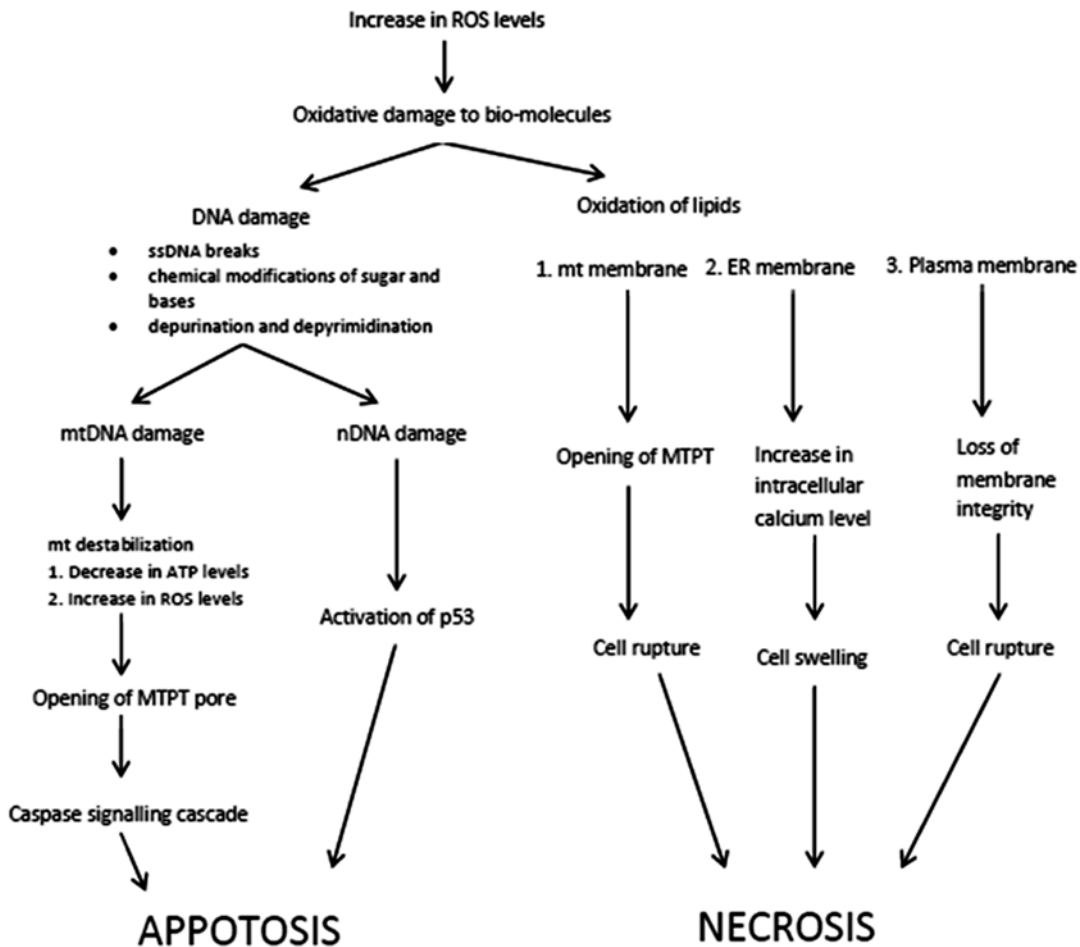 Increase in ROS levels
Oxidative damage to bio-molecules
DNA damage
• ssDNA breaks
• chemical modifications of sugar and
bases
• depurination and depyrimidination
Oxidation of lipids
1. mt membrane
2. ER membrane
3. Plasma membrane
mtDNA damage
nDNA damage
mt destabilization
1. Decrease in ATP levels
2. Increase in ROS levels
Opening of MTPT pore
Caspase signalling cascade
Activation of p53
Opening of MTPT
Cell rupture
Increase in
intracellular
calcium level
Cell swelling
Loss of
membrane
integrity
Cell rupture
APPOTOSIS
NECROSIS